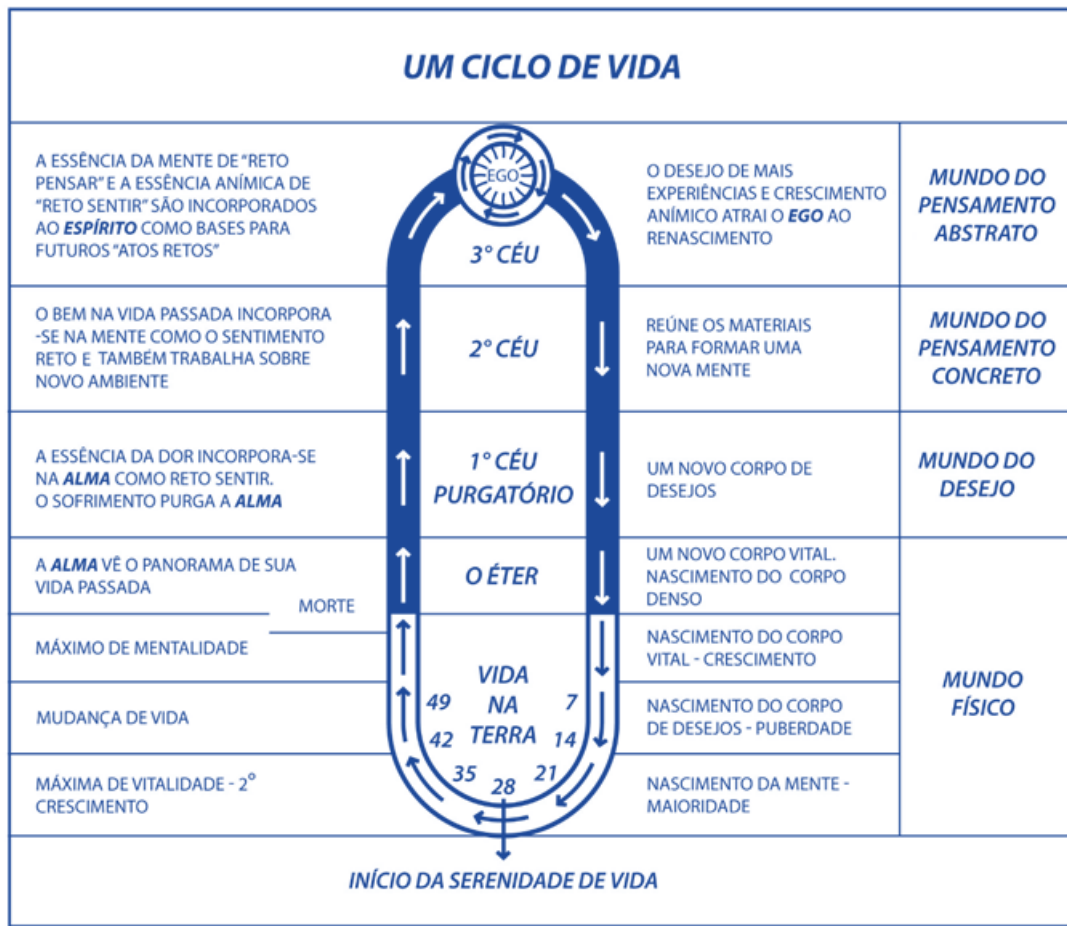 UM CICLO DE VIDA
A ESSÊNCIA DA MENTE DE "RETO
PENSAR" E A ESSÊNCIA ANÍMICA DE
"RETO SENTIR" SÃO INCORPORADOS
AO ESPÍRITO COMO BASES PARA
FUTUROS "ATOS RETOS"
EGO
3° CÉU
O DESEJO DE MAIS
EXPERIÊNCIAS E CRESCIMENTO
ANÍMICO ATRAI O EGO AO
RENASCIMENTO
MUNDO DO
PENSAMENTO
ABSTRATO
O BEM NA VIDA PASSADA INCORPORA
-SE NA MENTE COMO O SENTIMENTO
RETO E TAMBÉM TRABALHA SOBRE
NOVO AMBIENTE
2° CÉU
REÚNE OS MATERIAIS
PARA FORMAR UMA
NOVA MENTE
MUNDO DO
PENSAMENTO
CONCRETO
A ESSÊNCIA DA DOR INCORPORA-SE
NA ALMA COMO RETO SENTIR.
O SOFRIMENTO PURGA A ALMA
1° CÉU
PURGATÓRIO
UM NOVO CORPO DE
DESEJOS
MUNDO DO
DESEJO
A ALMA VÊ O PANORAMA DE SUA
VIDA PASSADA
MORTE
O ÉTER
UM NOVO CORPO VITAL.
NASCIMENTO DO CORPO
DENSO
MÁXIMO DE MENTALIDADE
VIDA
NA
TERRA
NASCIMENTO DO CORPO
VITAL - CRESCIMENTO
MUNDO
FÍSICO
MUDANÇA DE VIDA
49
7
42
14
35
21
28
NASCIMENTO DO CORPO
DE DESEJOS - PUBERDADE
MÁXIMA DE VITALIDADE - 2°
CRESCIMENTO
NASCIMENTO DA MENTE -
MAIORIDADE
INÍCIO DA SERENIDADE DE VIDA